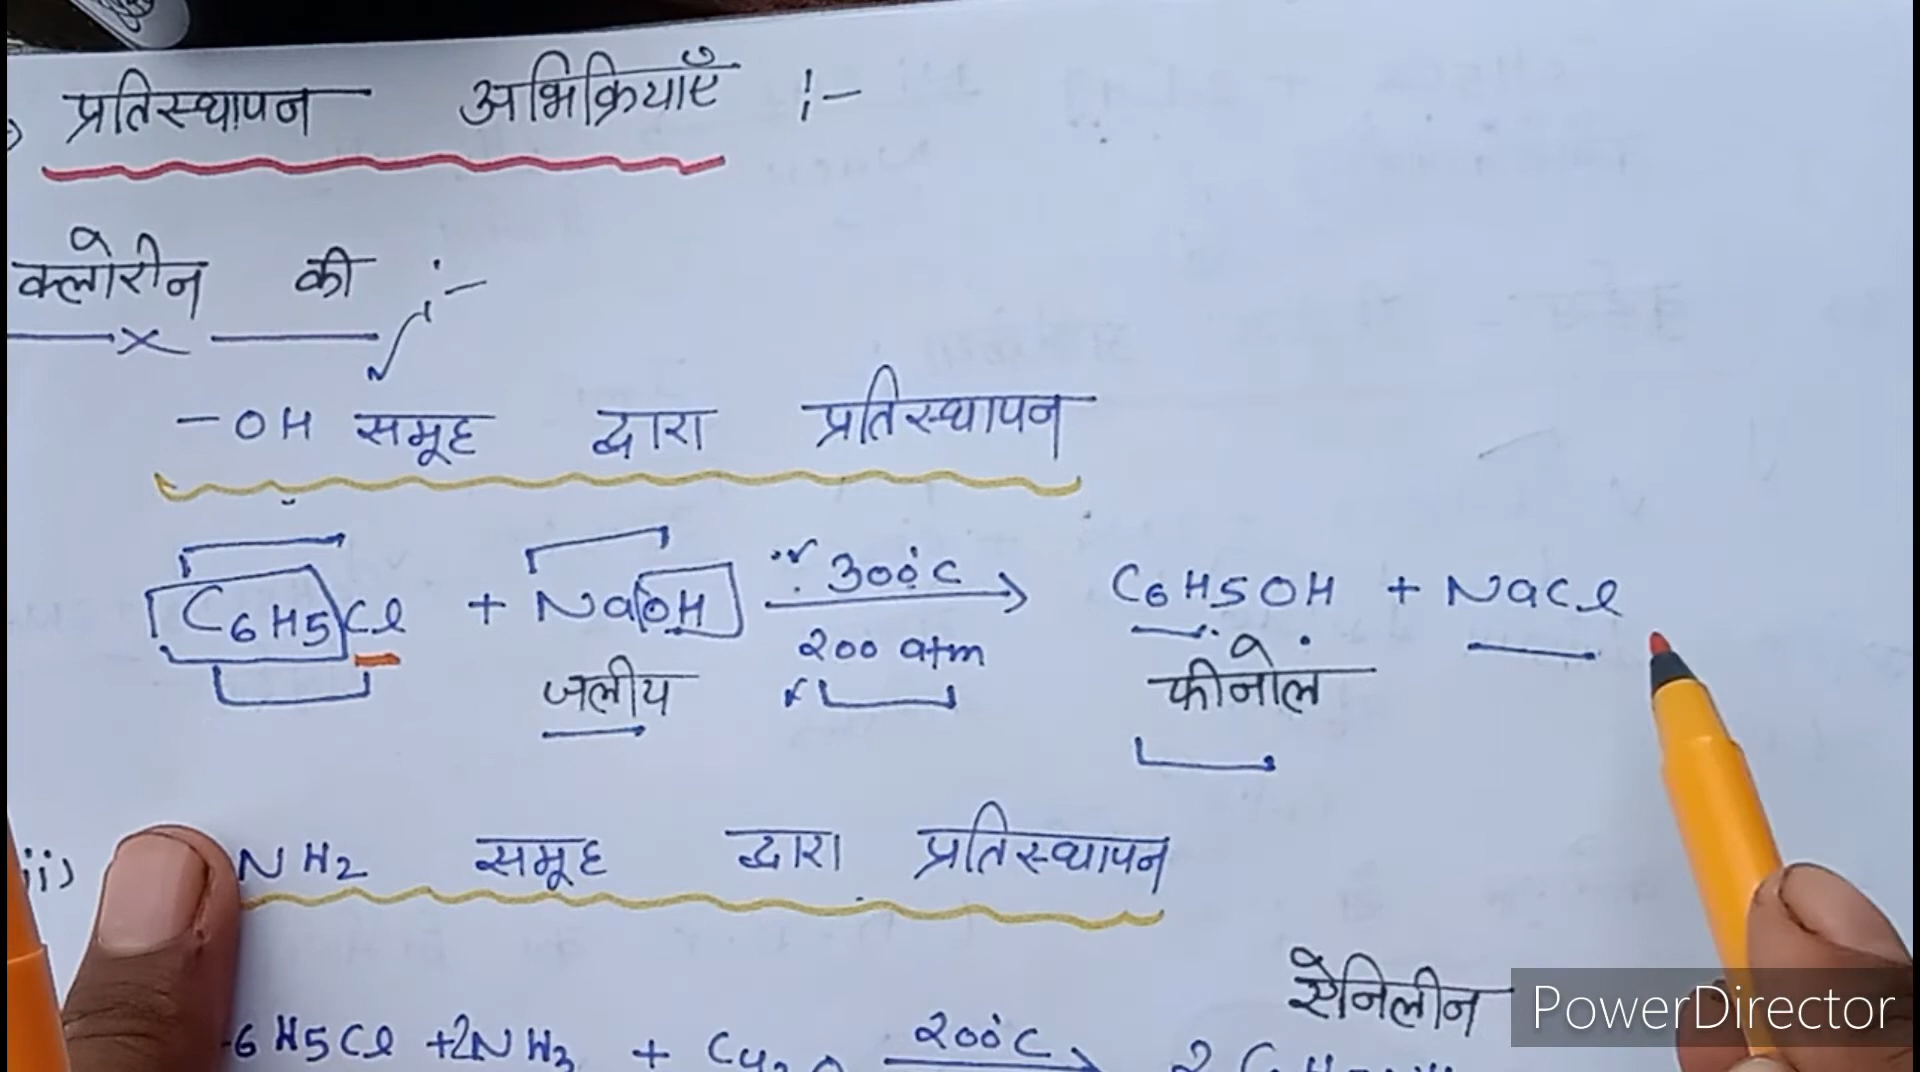 प्रतिस्थापन अभिक्रियाएँ :-
क्लोरीन की :-
-OH समूह द्वारा प्रतिस्थापन
C6H5Cl + NaOH 300°C C6H5OH + NaCl
जलीय 200 atm फीनोल
ii) NH2 समूह द्वारा प्रतिस्थापन
ऐनिलीन
6H5Cl +2NH3 + 200°C
PowerDirector